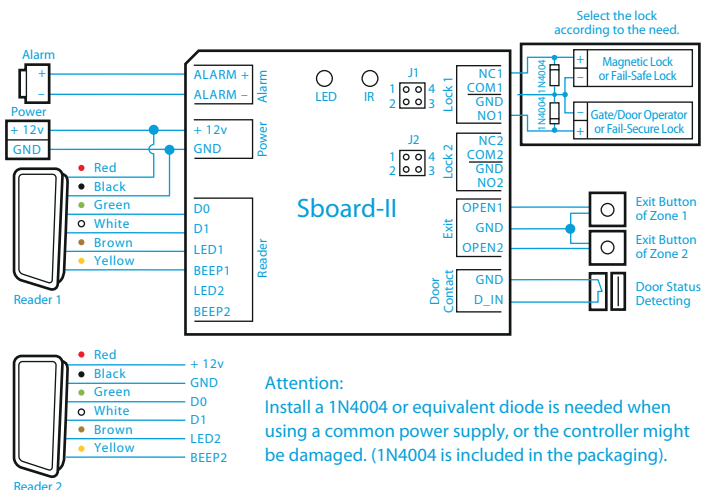 Select the lock
according to the need.
Alarm
+
−
Power
+ 12v
GND
ALARM +
ALARM −
Alarm
+ 12v
GND
Power
LED
IR
J1
1 4
2 3
J2
1 4
2 3
Lock 1
NC1
COM1
GND
NO1
Lock 2
NC2
COM2
GND
NO2
1N4004
1N4004
+
−
Magnetic Lock
or Fail-Safe Lock
−
+
Gate/Door Operator
or Fail-Secure Lock
Red
Black
Green
White
Brown
Yellow
Reader 1
D0
D1
LED1
BEEP1
LED2
BEEP2
Reader
Sboard-II
Exit
OPEN1
GND
OPEN2
Exit Button
of Zone 1
Exit Button
of Zone 2
Door
Contact
GND
D_IN
Door Status
Detecting
Red
Black
Green
White
Brown
Yellow
+ 12v
GND
D0
D1
LED2
BEEP2
Reader 2
Attention:
Install a 1N4004 or equivalent diode is needed when
using a common power supply, or the controller might
be damaged. (1N4004 is included in the packaging).